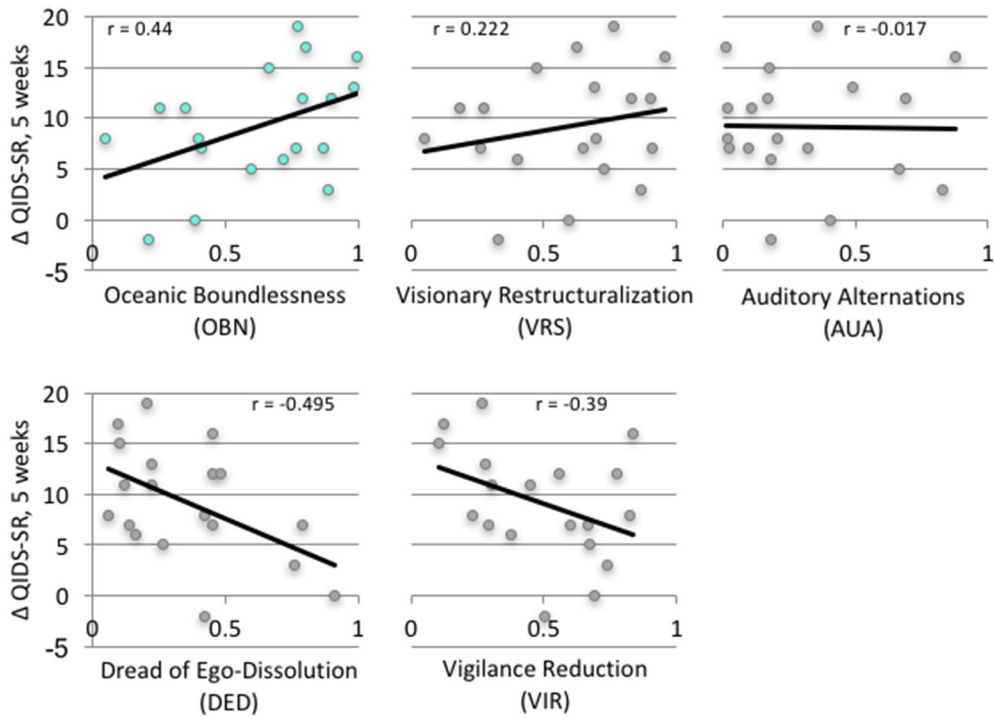 20
15
10
5
0
-5
Δ QIDS-SR, 5 weeks
r = 0.44
0 0.5 1
Oceanic Boundlessness
(OBN)
r = 0.222
0 0.5 1
Visionary Restructuralization
(VRS)
r = -0.017
0 0.5 1
Auditory Alternations
(AUA)
20
15
10
5
0
-5
Δ QIDS-SR, 5 weeks
r = -0.495
0 0.5 1
Dread of Ego-Dissolution
(DED)
r = -0.39
0 0.5 1
Vigilance Reduction
(VIR)